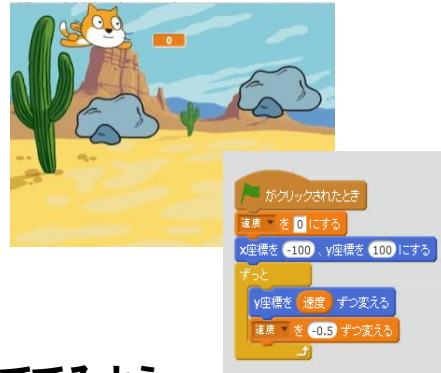 0
がクリックされたとき
速度 を 0 にする
x座標を -100 、y座標を 100 にする
ずっと
y座標を 速度 ずつ変える
速度 を -0.5 ずつ変える